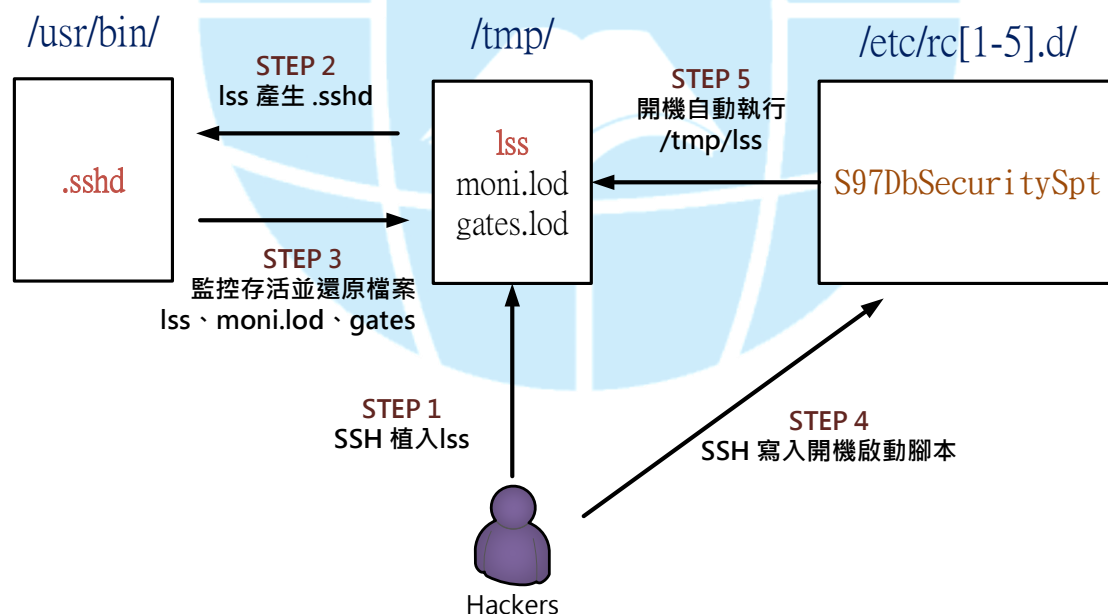 /usr/bin/
/tmp/
/etc/rc[1-5].d/
STEP 2
lss 產生 .sshd
STEP 5
開機自動執行
/tmp/lss
.sshd
lss
moni.lod
gates.lod
S97DbSecuritySpt
STEP 3
監控存活並還原檔案
lss、moni.lod、gates
STEP 1
SSH 植入lss
STEP 4
SSH 寫入開機啟動腳本
Hackers